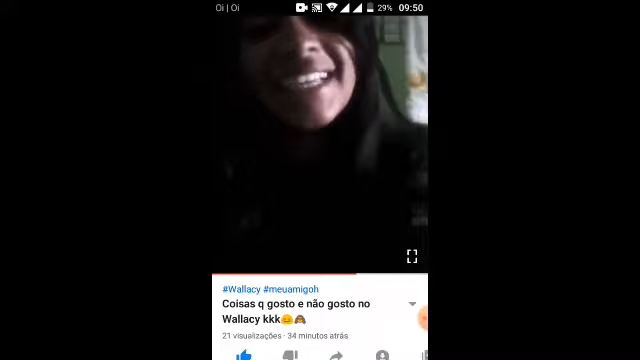 Oi | Oi 29% 09:50
#Wallacy #meuamigoh
Coisas q gosto e não gosto no
Wallacy kkk😊🙈
21 visualizações · 34 minutos atrás